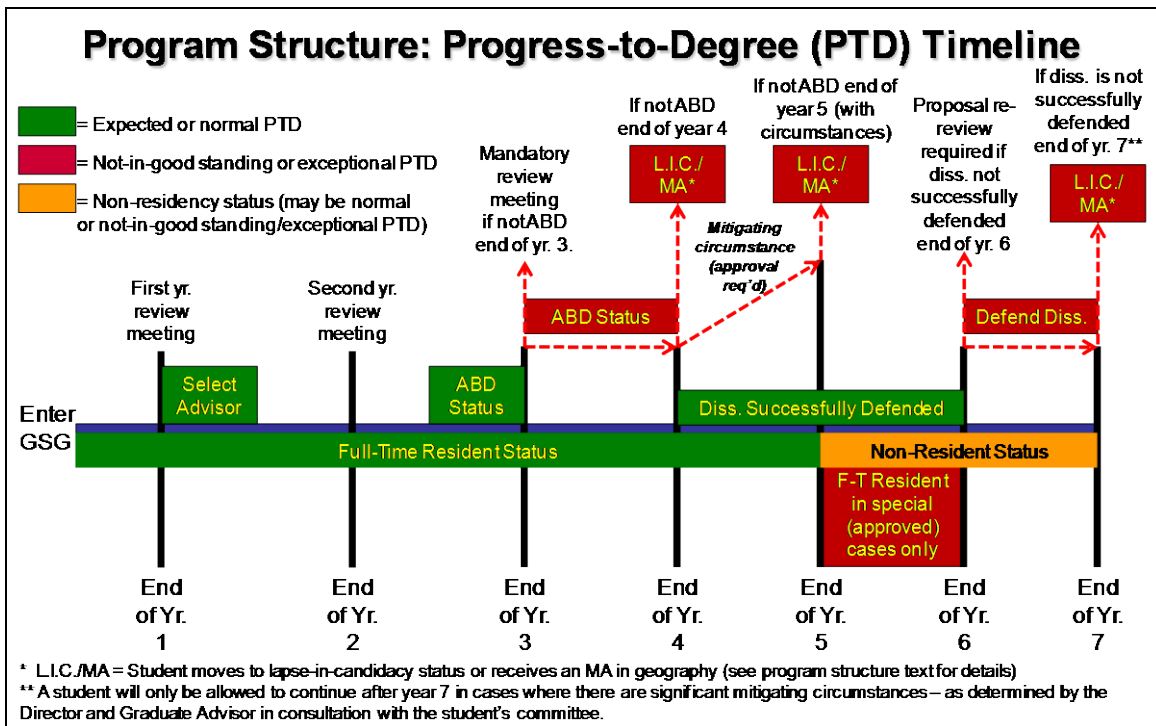 Program Structure: Progress-to-Degree (PTD) Timeline
= Expected or normal PTD
= Not-in-good standing or exceptional PTD
= Non-residency status (may be normal
or not-in-good standing/exceptional PTD)
First yr.
review
meeting
Second yr.
review
meeting
Mandatory
review
meeting
if not ABD
end of yr. 3.
If not ABD
end of year 4
L.I.C./
MA*
If not ABD end of
year 5 (with
circumstances)
L.I.C./
MA*
Mitigating
circumstance
(approval
req'd)
Proposal re-
review
required if
diss. not
successfully
defended
end of yr. 6
If diss. is not
successfully
defended
end of yr. 7**
L.I.C./
MA*
ABD Status
Defend Diss.
Select
Advisor
ABD
Status
Diss. Successfully Defended
Enter
GSG
Full-Time Resident Status
Non-Resident Status
F-T Resident
in special
(approved)
cases only
End
of Yr.
1
End
of Yr.
2
End
of Yr.
3
End
of Yr.
4
End
of Yr.
5
End
of Yr.
6
End
of Yr.
7
* L.I.C./MA = Student moves to lapse-in-candidacy status or receives an MA in geography (see program structure text for details)
** A student will only be allowed to continue after year 7 in cases where there are significant mitigating circumstances – as determined by the
Director and Graduate Advisor in consultation with the student's committee.